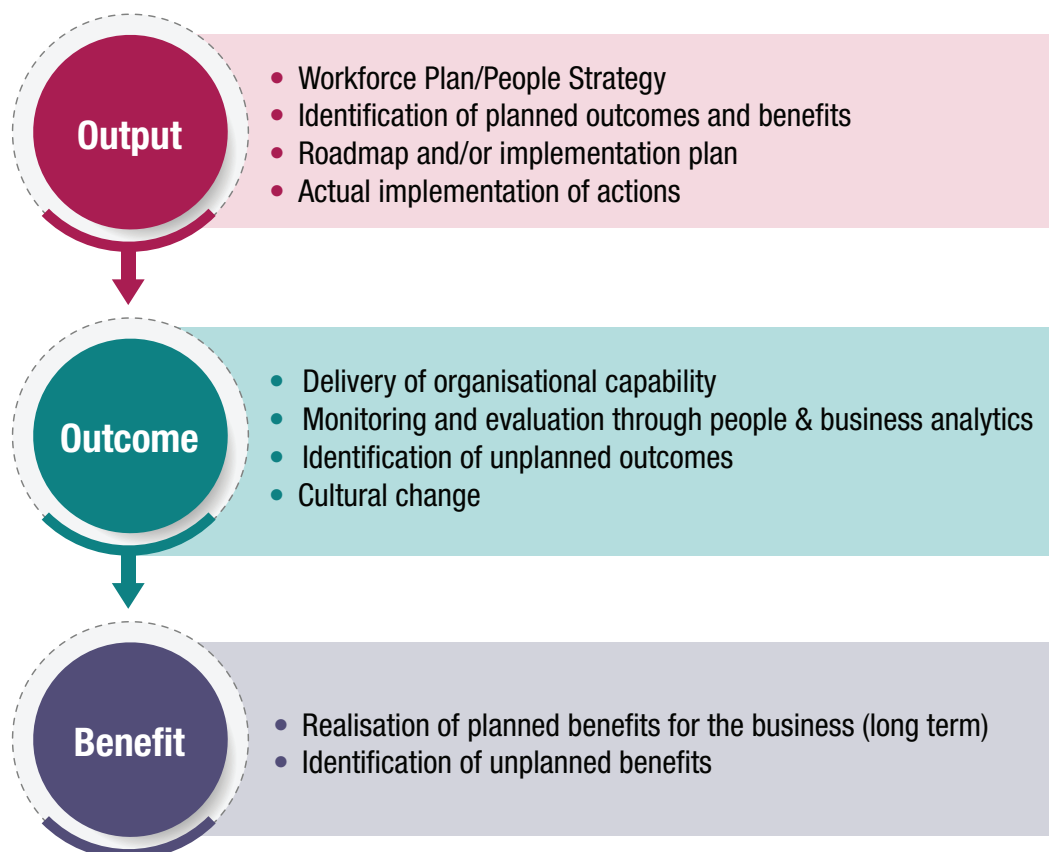 Output
• Workforce Plan/People Strategy
• Identification of planned outcomes and benefits
• Roadmap and/or implementation plan
• Actual implementation of actions
Outcome
• Delivery of organisational capability
• Monitoring and evaluation through people & business analytics
• Identification of unplanned outcomes
• Cultural change
Benefit
• Realisation of planned benefits for the business (long term)
• Identification of unplanned benefits